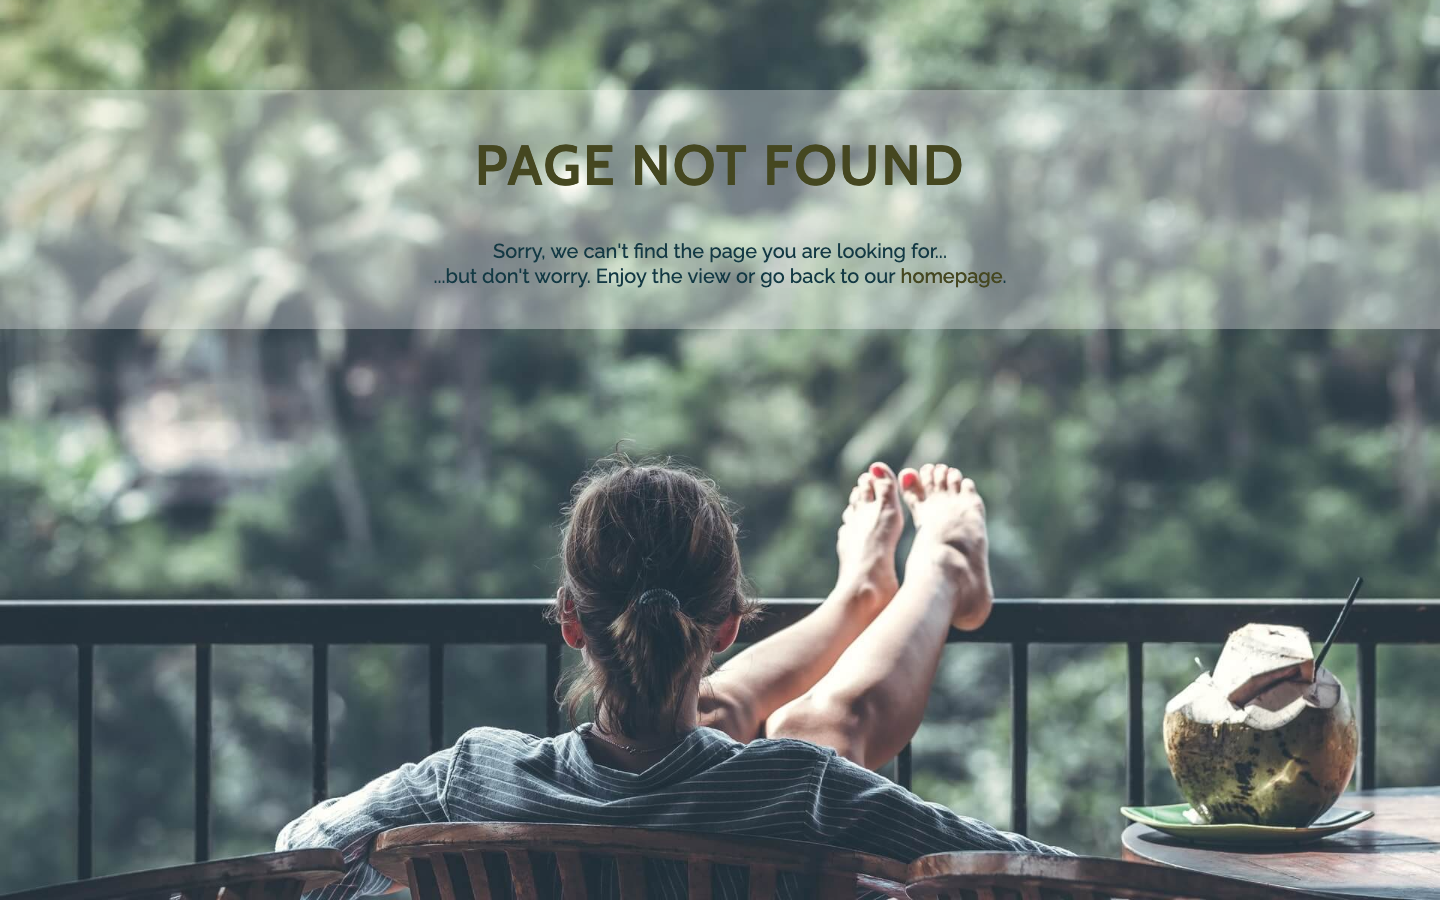 PAGE NOT FOUND
Sorry, we can't find the page you are looking for...
...but don't worry. Enjoy the view or go back to our homepage.